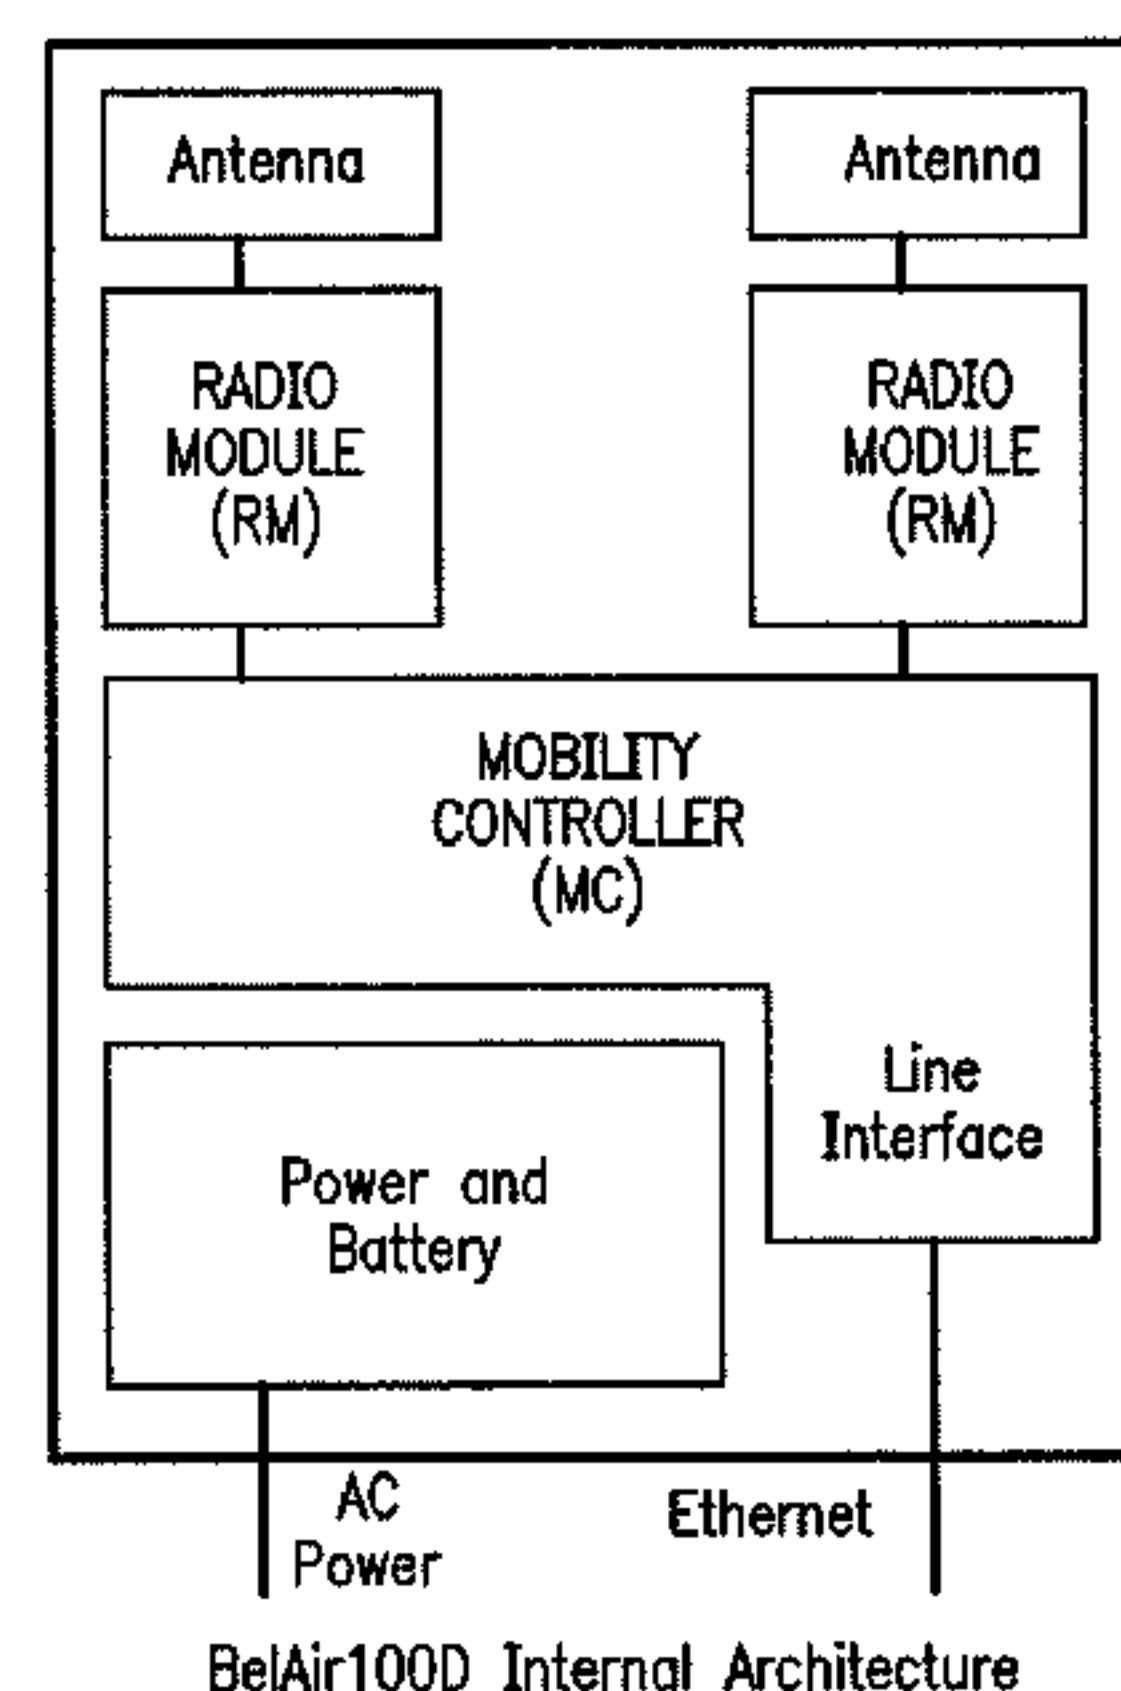 Antenna
Antenna
RADIO
MODULE
(RM)
RADIO
MODULE
(RM)
MOBILITY
CONTROLLER
(MC)
Line
Interface
Power and
Battery
AC
Power
Ethernet
BelAir100D Internal Architecture